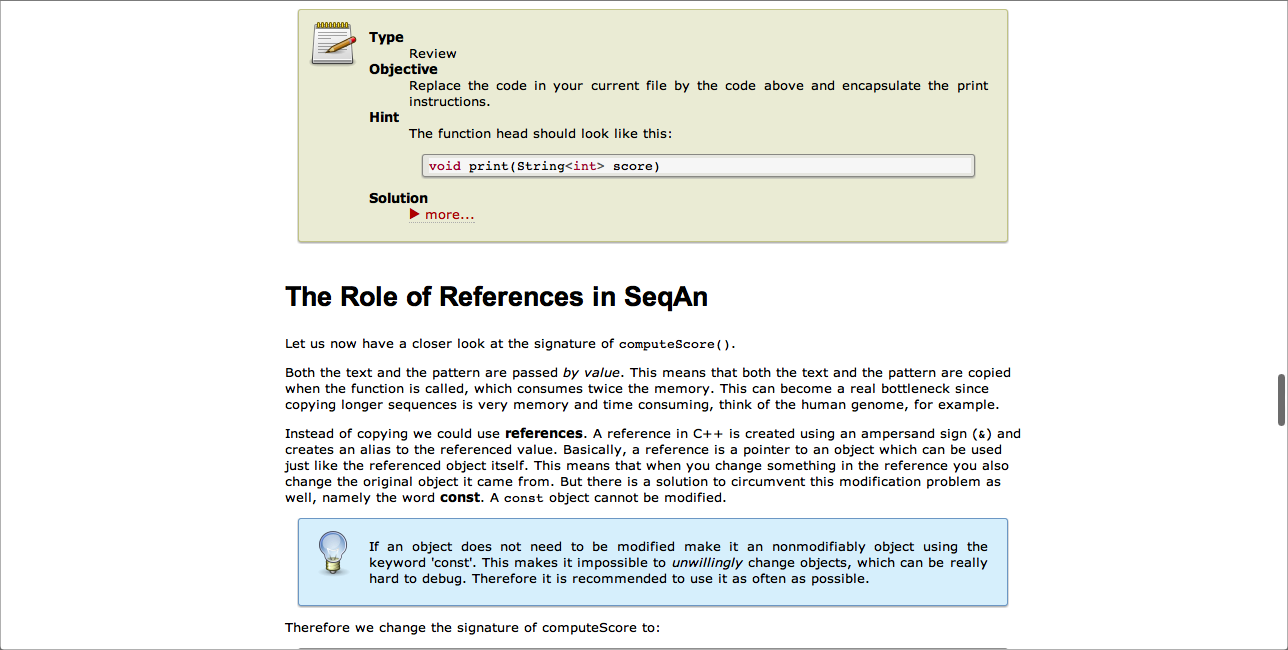 Type
Review
Objective
Replace the code in your current file by the code above and encapsulate the print
instructions.
Hint
The function head should look like this:
void print(String<int> score)
Solution
▶ more...
The Role of References in SeqAn
Let us now have a closer look at the signature of computeScore().
Both the text and the pattern are passed by value. This means that both the text and the pattern are copied
when the function is called, which consumes twice the memory. This can become a real bottleneck since
copying longer sequences is very memory and time consuming, think of the human genome, for example.
Instead of copying we could use references. A reference in C++ is created using an ampersand sign (&) and
creates an alias to the referenced value. Basically, a reference is a pointer to an object which can be used
just like the referenced object itself. This means that when you change something in the reference you also
change the original object it came from. But there is a solution to circumvent this modification problem as
well, namely the word const. A const object cannot be modified.
If an object does not need to be modified make it an nonmodifiably object using the
keyword 'const'. This makes it impossible to unwillingly change objects, which can be really
hard to debug. Therefore it is recommended to use it as often as possible.
Therefore we change the signature of computeScore to: